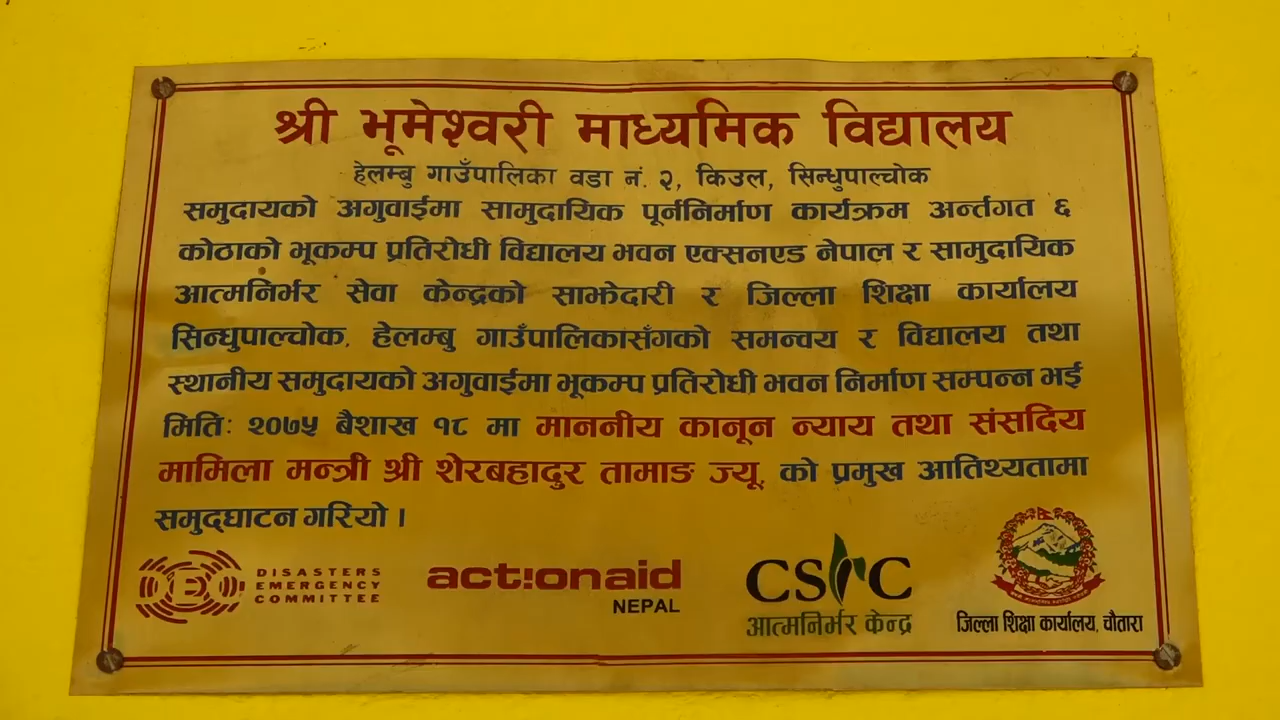 श्री भूमेश्वरी माध्यमिक विद्यालय
हेलम्बु गाउँपालिका वडा नं. २, किउल, सिन्धुपाल्चोक
समुदायको अगुवाईमा सामुदायिक पूर्ननिर्माण कार्यक्रम अर्न्तगत ६
कोठाको भूकम्प प्रतिरोधी विद्यालय भवन एक्सनएड नेपाल र सामुदायिक
आत्मनिर्भर सेवा केन्द्रको साझेदारी र जिल्ला शिक्षा कार्यालय
सिन्धुपाल्चोक, हेलम्बु गाउँपालिकासँगको समन्वय र विद्यालय तथा
स्थानीय समुदायको अगुवाईमा भूकम्प प्रतिरोधी भवन निर्माण सम्पन्न भई
मितिः २०७५ बैशाख १८ मा माननीय कानून न्याय तथा संसदिय
मामिला मन्त्री श्री शेरबहादुर तामाङ ज्यू, को प्रमुख आतिथ्यतामा
समुद्घाटन गरियो ।
DEC DISASTERS
EMERGENCY
COMMITTEE
act!onaid
NEPAL
CSRC
आत्मनिर्भर केन्द्र
जिल्ला शिक्षा कार्यालय, चौतारा